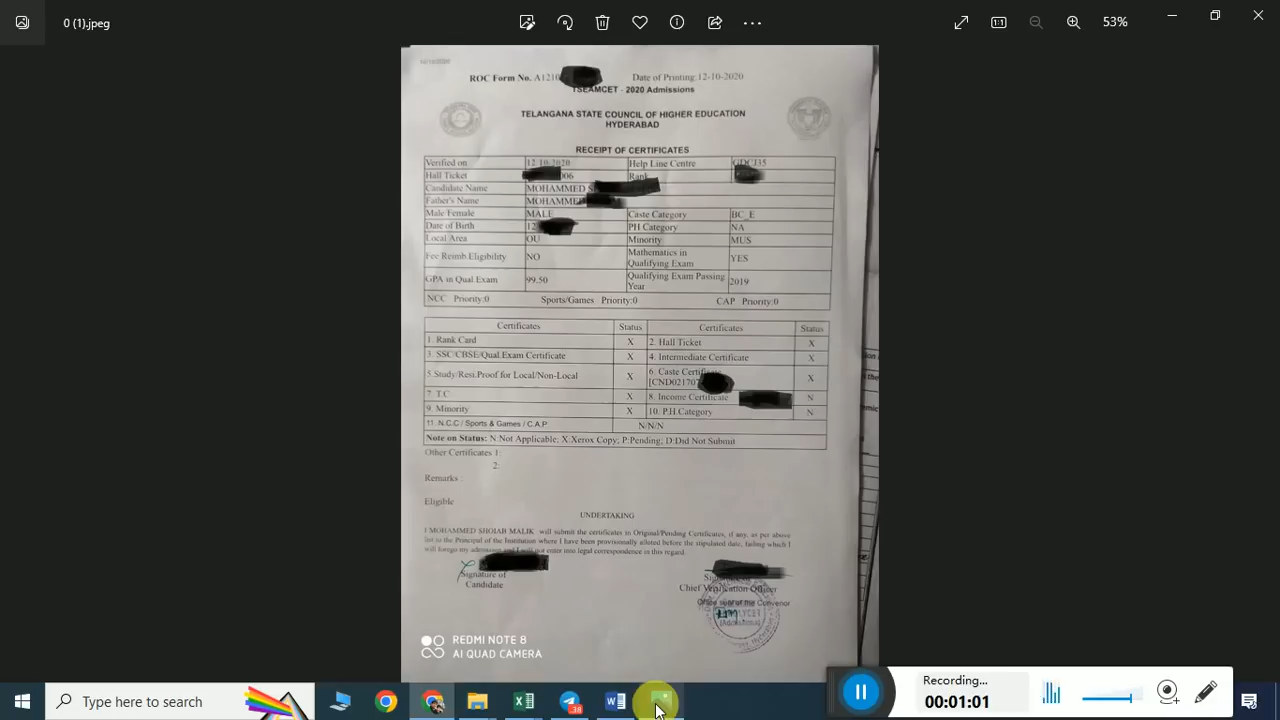 0 (1).jpeg
53%
ROC Form No. A1210 Date of Printing:12-10-2020
TSEAMCET - 2020 Admissions
TELANGANA STATE COUNCIL OF HIGHER EDUCATION
HYDERABAD
RECEIPT OF CERTIFICATES
Verified on 12-10-2020 Help Line Centre GDCJ35
Hall Ticket 006 Rank
Candidate Name MOHAMMED S
Father's Name MOHAMMED
Male Female MALE Caste Category BC_E
Date of Birth 12 PH Category NA
Local Area OU Minority MUS
Fee Reimb Eligibility NO Mathematics in Qualifying Exam YES
GPA in Qual Exam 99.50 Qualifying Exam Passing Year 2019
NCC Priority:0 Sports/Games Priority:0 CAP Priority:0
Certificates Status Certificates Status
1. Rank Card X 2. Hall Ticket X
3. SSC/CBSE/Qual.Exam Certificate X 4. Intermediate Certificate X
5.Study/Resi.Proof for Local/Non-Local X 6. Caste Certificate [CND021707 X
7. T.C X 8. Income Certificate N
9. Minority X 10. P.H Category N
11 .N.C.C / Sports & Games / C.A.P N/N/N
Note on Status: N:Not Applicable; X:Xerox Copy; P:Pending; D:Did Not Submit
Other Certificates 1:
2:
Remarks :
Eligible
UNDERTAKING
I MOHAMMED SHOIAB MALIK will submit the certificates in Original/Pending Certificates, if any, as per above
list to the Principal of the Institution where I have been provisionally alloted before the stipulated date, failing which I
will forego my admission and I will not enter into legal correspondence in this regard.
Signature of
Candidate
Signature of
Chief Verification Officer
Convenor
REDMI NOTE 8
AI QUAD CAMERA
Type here to search
38
Recording...
00:01:01